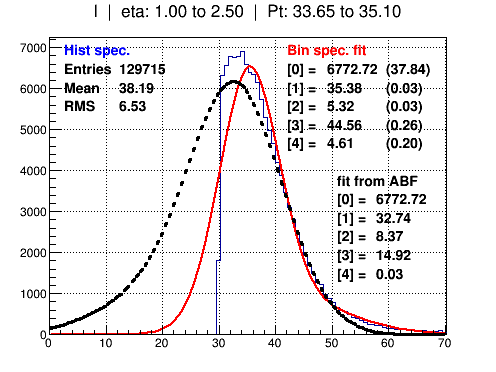 I | eta: 1.00 to 2.50 | Pt: 33.65 to 35.10
Hist spec.
Entries 129715
Mean 38.19
RMS 6.53
Bin spec. fit
[0] = 6772.72 (37.84)
[1] = 35.38 (0.03)
[2] = 5.32 (0.03)
[3] = 44.56 (0.26)
[4] = 4.61 (0.20)
fit from ABF
[0] = 6772.72
[1] = 32.74
[2] = 8.37
[3] = 14.92
[4] = 0.03
7000
6000
5000
4000
3000
2000
1000
0
0 10 20 30 40 50 60 70